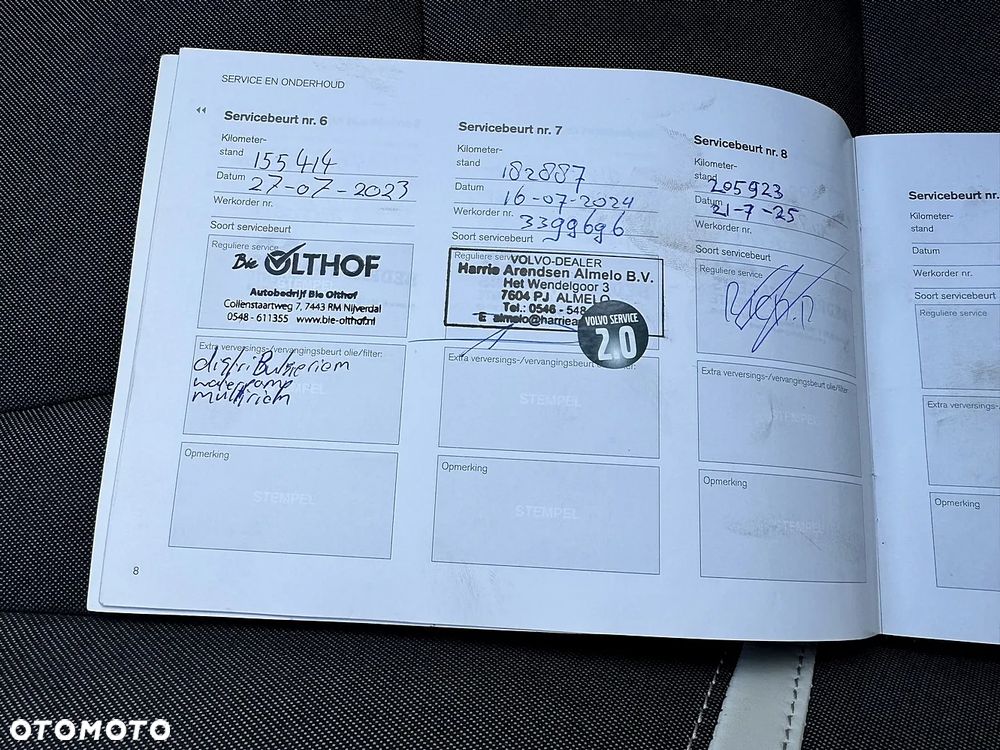 SERVICE EN ONDERHOUD
Servicebeurt nr. 6
Kilometer-
stand 155414
Datum 27-07-2023
Werkorder nr.
Soort servicebeurt
Reguliere service
Bie OLTHOF
Autobedrijf Bie Olthof
Collenstaartweg 7, 7443 RM Nijverdal
0548 - 611355 www.bie-olthof.nl
Extra verversings-/vervangingsbeurt olie/filter:
distributieriem
waterpomp
multiriem
Opmerking
STEMPEL
8
Servicebeurt nr. 7
Kilometer-
stand 182887
Datum 16-07-2024
Werkorder nr. 3399696
Soort servicebeurt
Reguliere
VOLVO-DEALER
Harrie Arendsen Almelo B.V.
Het Wendelgoor 3
7604 PJ ALMELO
Tel.: 0546 - 548
E almelo@harriear
VOLVO SERVICE
2.0
Extra verversings-/vervangingsbeurt
STEMPEL
Opmerking
STEMPEL
Servicebeurt nr. 8
Kilometer-
stand 205923
Datum 21-7-25
Werkorder nr.
Soort servicebeurt
Reguliere service
Extra verversings-/vervangingsbeurt olie/filter:
STEMPEL
Opmerking
STEMPEL
Servicebeurt nr.
Kilometer-
stand
Datum
Werkorder nr.
Soort servicebeurt
Reguliere service
Extra verversings-
Opmerking
OTOMOTO